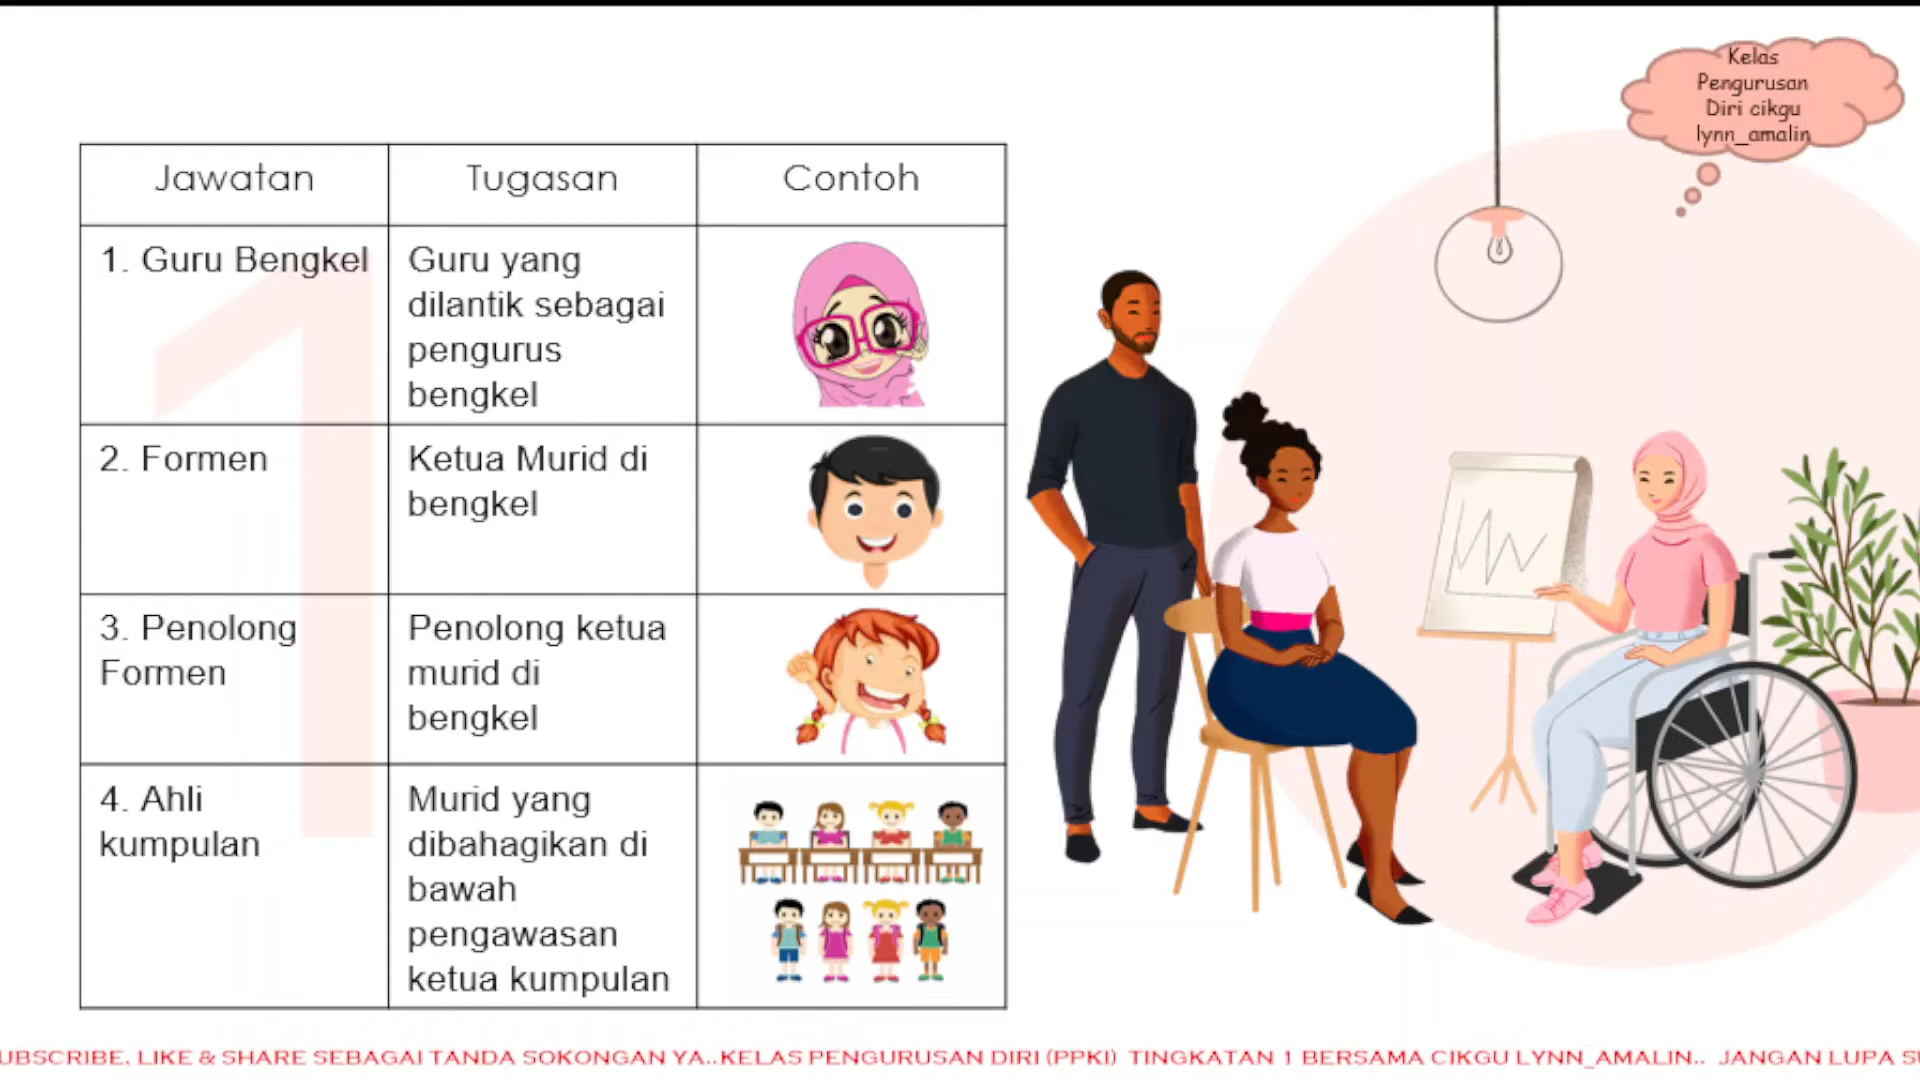 Kelas
Pengurusan
Diri cikgu
lynn_amalin
Jawatan
Tugasan
Contoh
1. Guru Bengkel
Guru yang
dilantik sebagai
pengurus
bengkel
2. Formen
Ketua Murid di
bengkel
3. Penolong
Formen
Penolong ketua
murid di
bengkel
4. Ahli
kumpulan
Murid yang
dibahagikan di
bawah
pengawasan
ketua kumpulan
1
UBSCRIBE, LIKE & SHARE SEBAGAI TANDA SOKONGAN YA..KELAS PENGURUSAN DIRI (PPKI) TINGKATAN 1 BERSAMA CIKGU LYNN_AMALIN.. JANGAN LUPA SU